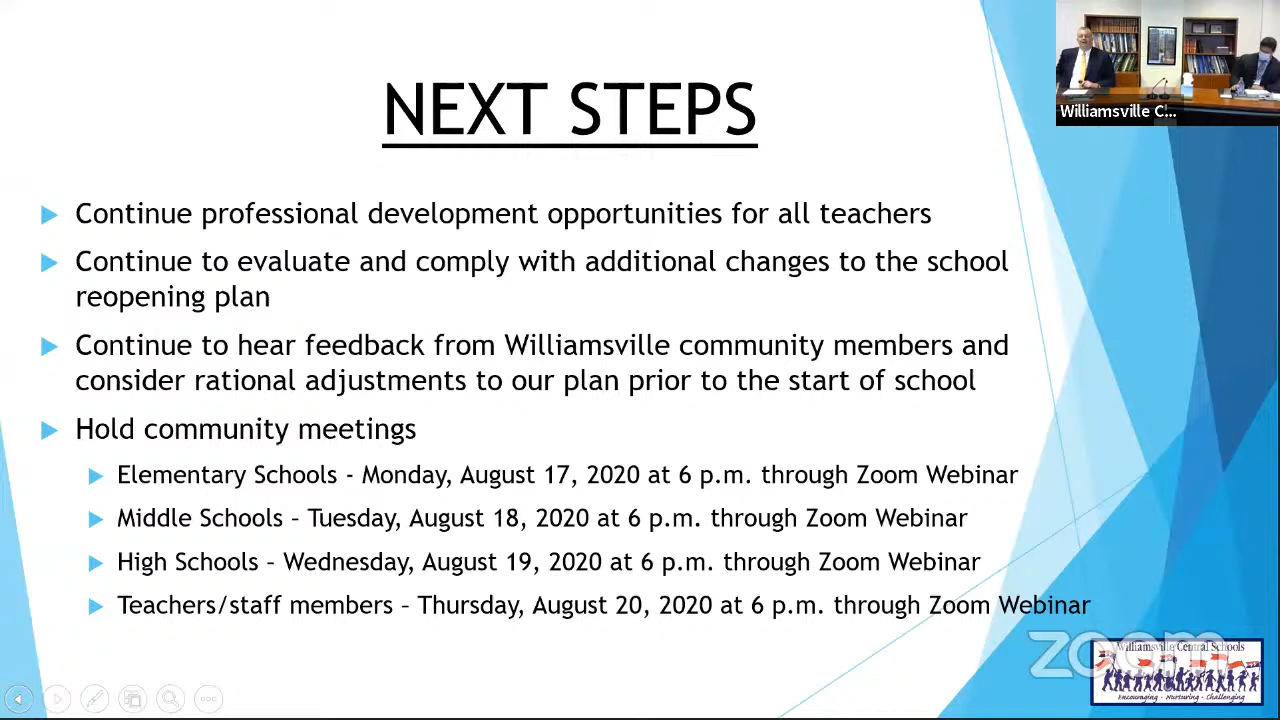 Williamsville C...
NEXT STEPS
Continue professional development opportunities for all teachers
Continue to evaluate and comply with additional changes to the school
reopening plan
Continue to hear feedback from Williamsville community members and
consider rational adjustments to our plan prior to the start of school
Hold community meetings
Elementary Schools - Monday, August 17, 2020 at 6 p.m. through Zoom Webinar
Middle Schools – Tuesday, August 18, 2020 at 6 p.m. through Zoom Webinar
High Schools – Wednesday, August 19, 2020 at 6 p.m. through Zoom Webinar
Teachers/staff members – Thursday, August 20, 2020 at 6 p.m. through Zoom Webinar
zoom
Williamsville Central Schools
Encouraging - Nurturing - Challenging